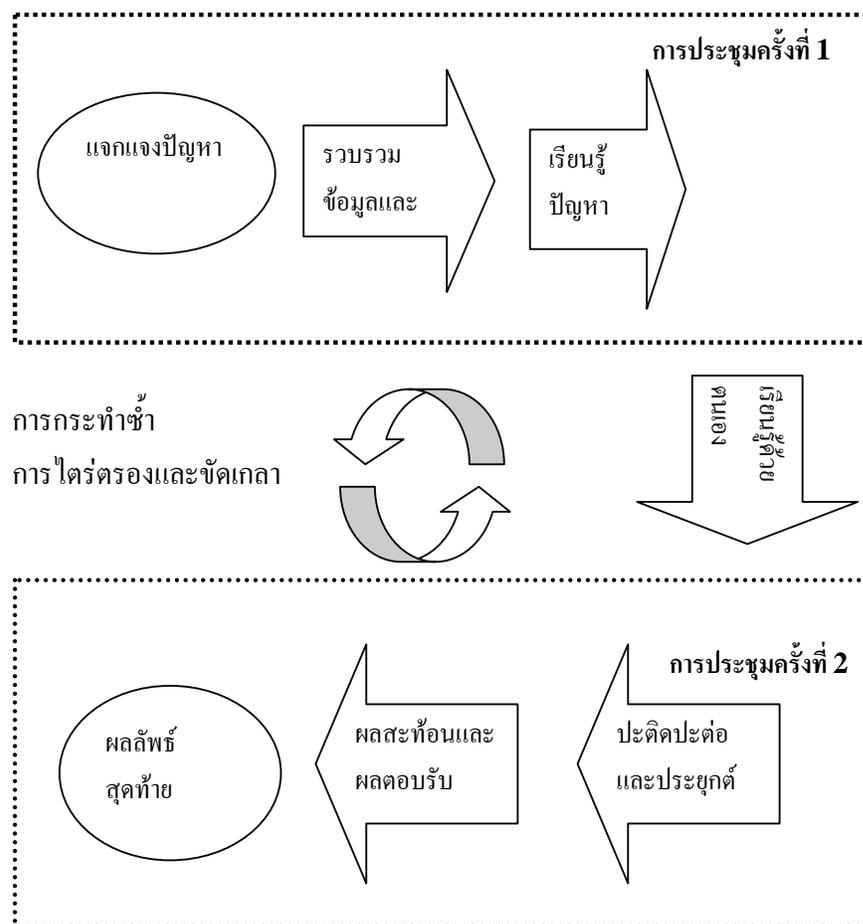 การประชุมครั้งที่ 1
แจกแจงปัญหา
รวบรวม
ข้อมูลและ
เรียนรู้
ปัญหา
การกระทำซ้ำ
การไตร่ตรองและขัดเกลา
เรียนรู้ด้วย
ตนเอง
การประชุมครั้งที่ 2
ผลลัพธ์
สุดท้าย
ผลสะท้อนและ
ผลตอบรับ
ปะติดปะต่อ
และประยุกต์